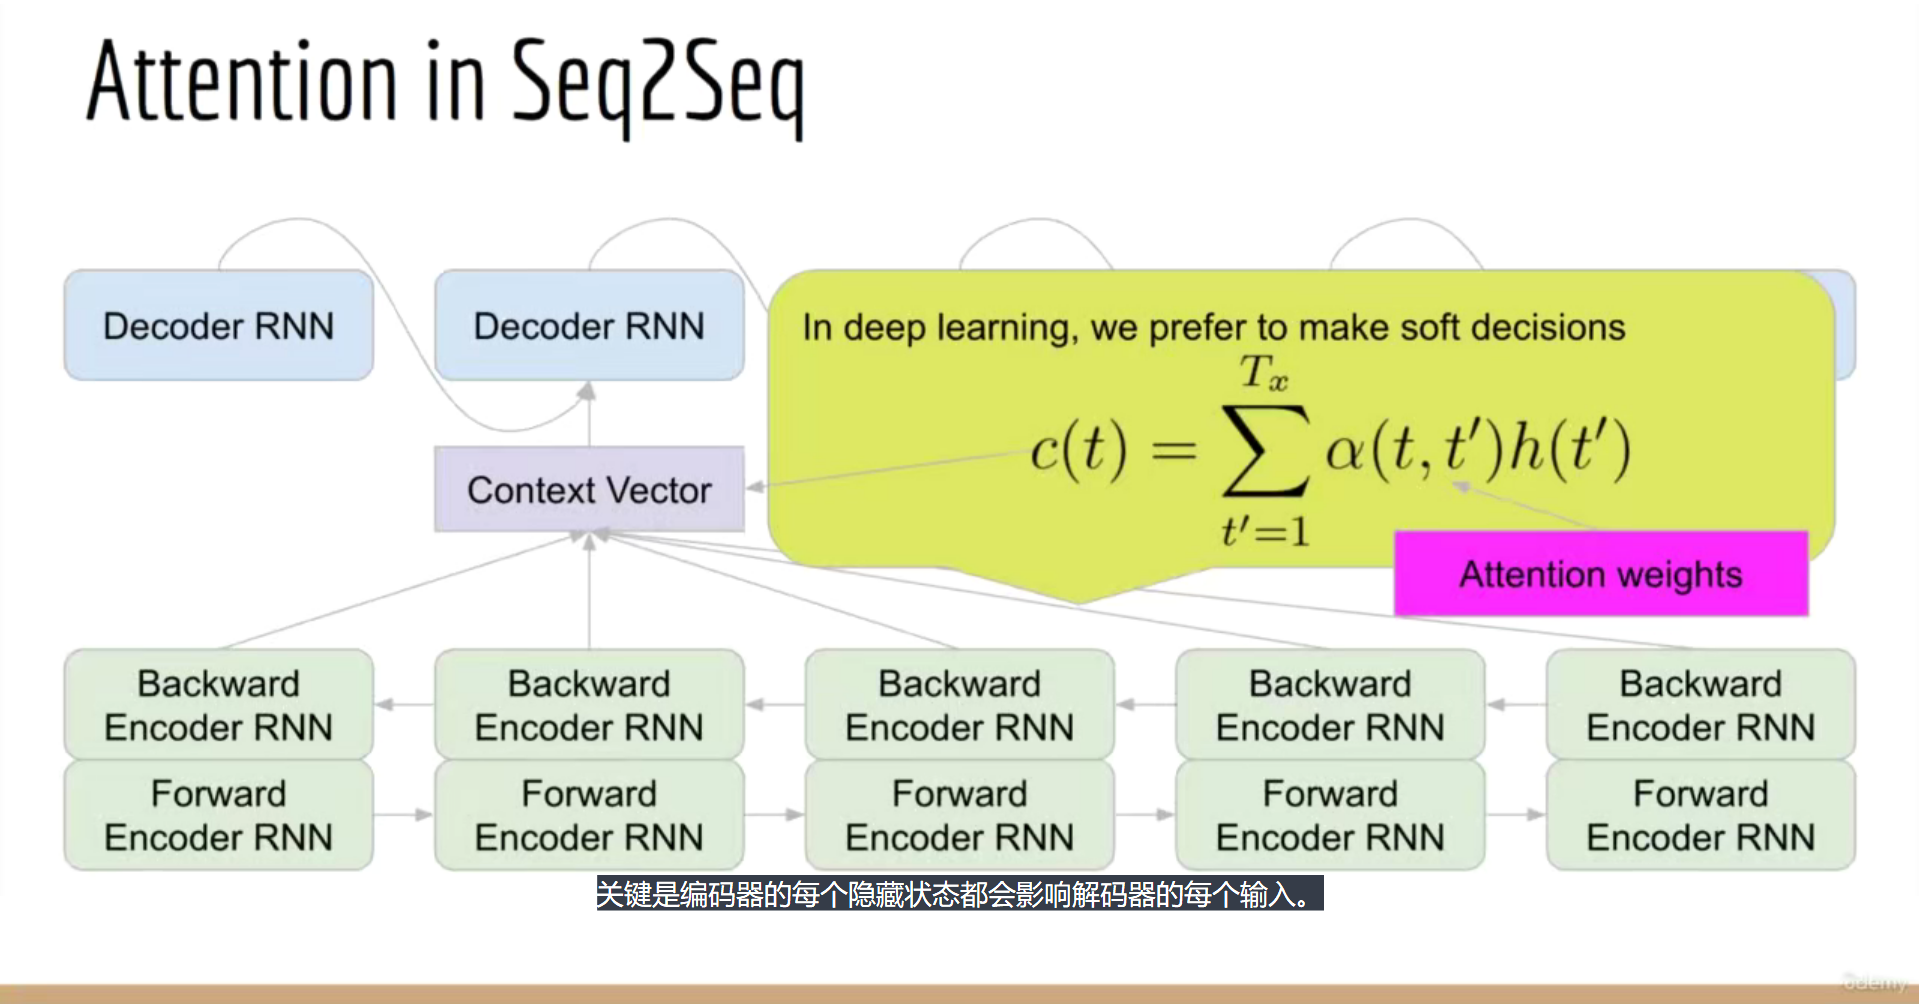 Attention in Seq2Seq
Decoder RNN
Decoder RNN
In deep learning, we prefer to make soft decisions
T_x
c(t) = ∑ α(t, t′)h(t′)
t′=1
Context Vector
Attention weights
Backward
Encoder RNN
Backward
Encoder RNN
Backward
Encoder RNN
Backward
Encoder RNN
Backward
Encoder RNN
Forward
Encoder RNN
Forward
Encoder RNN
Forward
Encoder RNN
Forward
Encoder RNN
Forward
Encoder RNN
关键是编码器的每个隐藏状态都会影响解码器的每个输入。
udemy